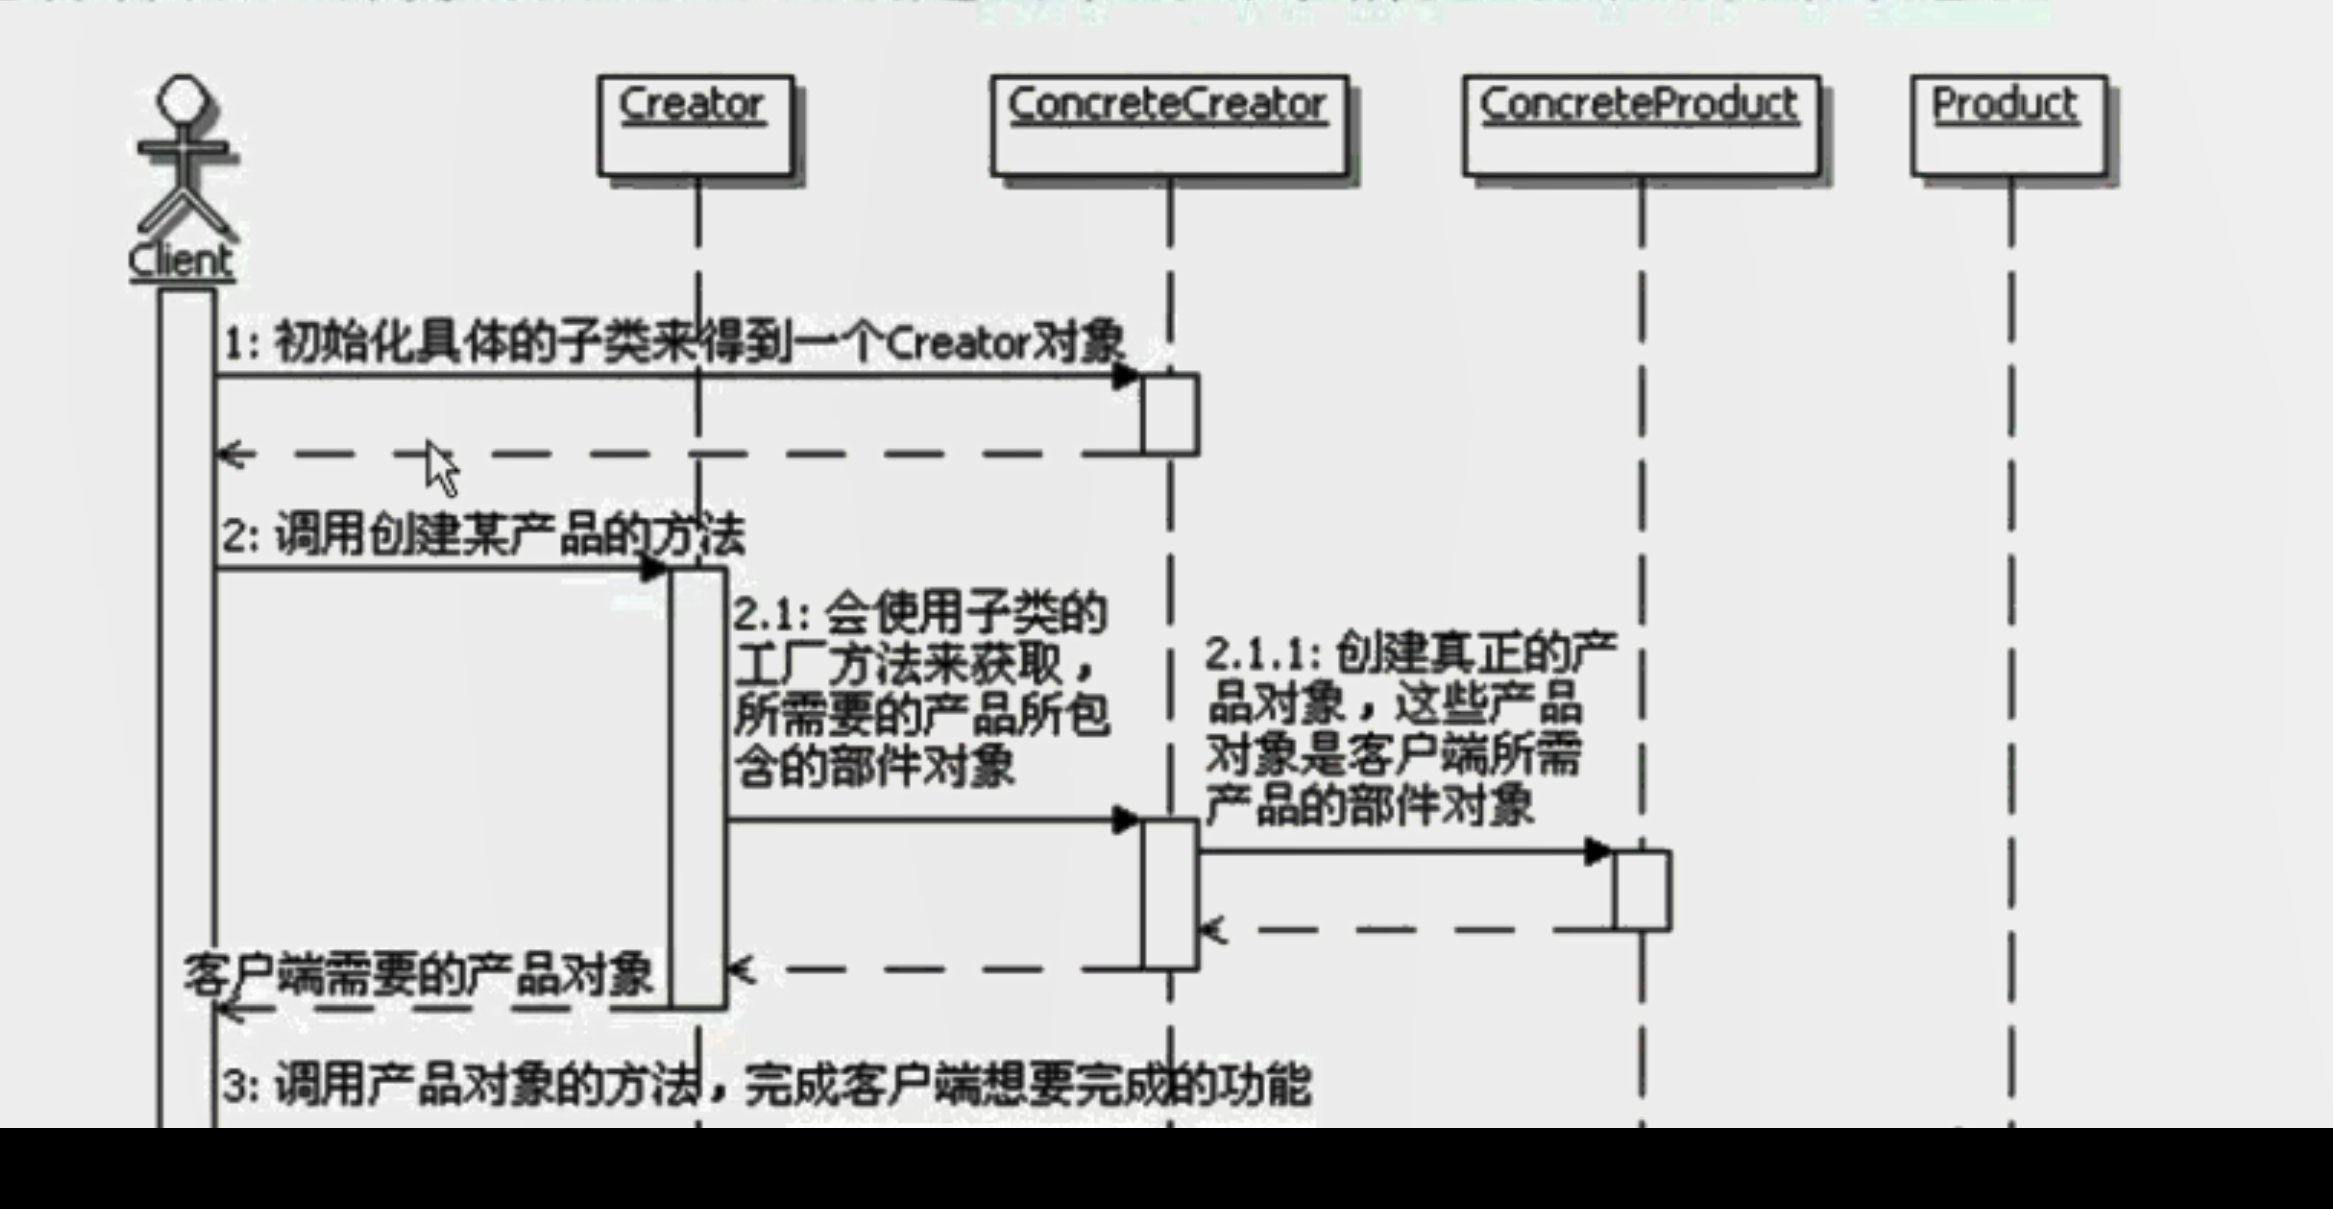 Creator
ConcreteCreator
ConcreteProduct
Product
Client
1: 初始化具体的子类来得到一个Creator对象
2: 调用创建某产品的方法
2.1: 会使用子类的
工厂方法来获取，
所需要的产品所包
含的部件对象
2.1.1: 创建真正的产
品对象，这些产品
对象是客户端所需
产品的部件对象
客户端需要的产品对象
3: 调用产品对象的方法，完成客户端想要完成的功能